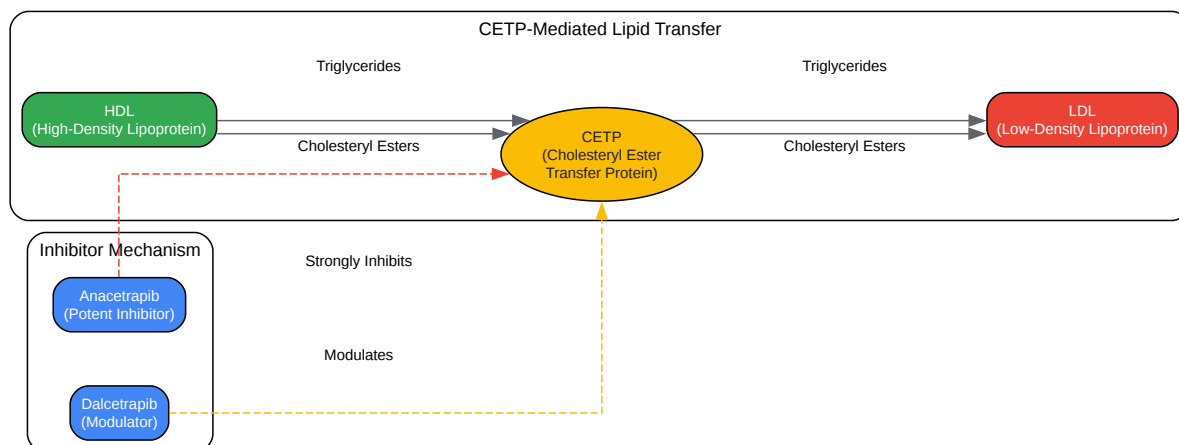 CETP-Mediated Lipid Transfer
Triglycerides
Triglycerides
HDL
(High-Density Lipoprotein)
LDL
(Low-Density Lipoprotein)
CETP
(Cholesteryl Ester
Transfer Protein)
Cholesteryl Esters
Cholesteryl Esters
Inhibitor Mechanism
Strongly Inhibits
Anacetrapib
(Potent Inhibitor)
Modulates
Dalcetrapib
(Modulator)